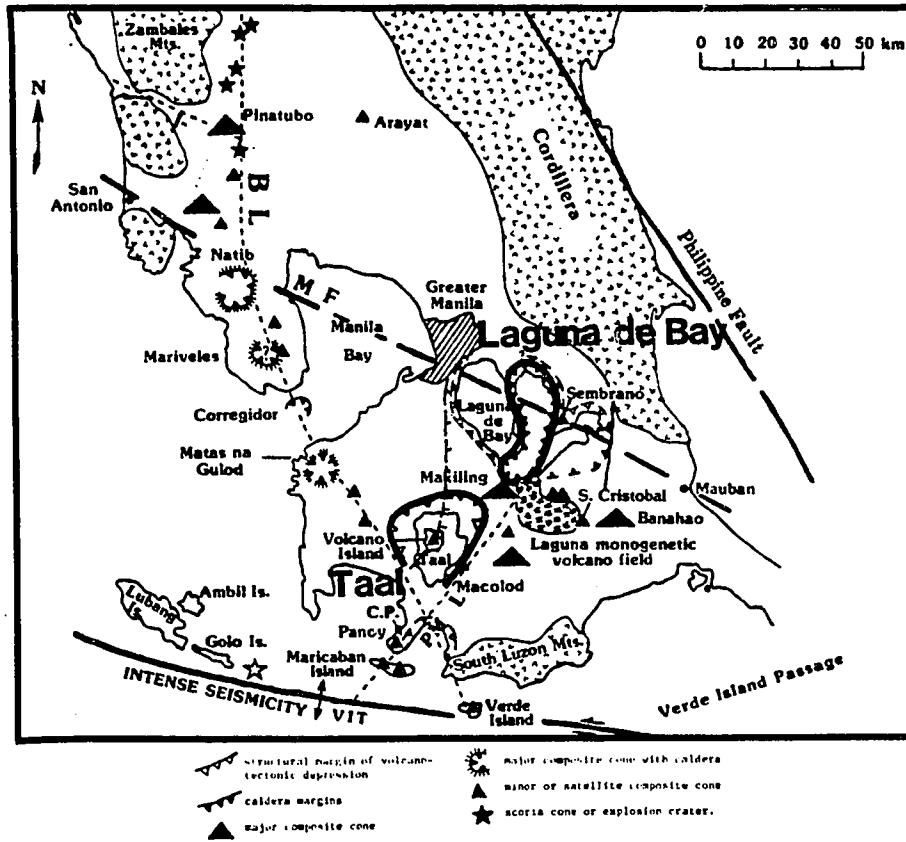 Zambales
Mts.
0 10 20 30 40 50 km
N
Pinatubo
Arayat
Cordillera
San
Antonio
B L
Natib
Philippine Fault
M F
Greater
Manila
Manila
Bay
Laguna de Bay
Mariveles
Sembrano
Laguna
de
Bay
Corregidor
Matas na
Gulod
Makiling
Mauban
S. Cristobal
Banahao
Volcano
Island
Taal
Laguna monogenetic
volcano field
Taal
Macolod
C.P.
Ambil Is.
Lubang
Is.
Pancy
P L
Golo Is.
Maricaban
Island
South Luzon Mts.
INTENSE SEISMICITY
VIT
Verde
Island
Verde Island Passage
structural margin of volcano-
tectonic depression
major composite cone with caldera
minor or satellite composite cone
caldera margins
scoria cone or explosion crater.
major composite cone